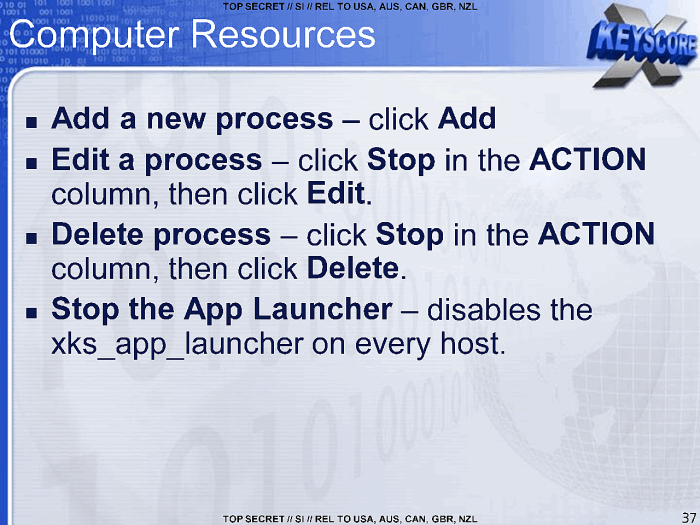 TOP SECRET // SI // REL TO USA, AUS, CAN, GBR, NZL
Computer Resources
XKEYSCORE
■ Add a new process – click Add
■ Edit a process – click Stop in the ACTION
column, then click Edit.
■ Delete process – click Stop in the ACTION
column, then click Delete.
■ Stop the App Launcher – disables the
xks_app_launcher on every host.
TOP SECRET // SI // REL TO USA, AUS, CAN, GBR, NZL
37